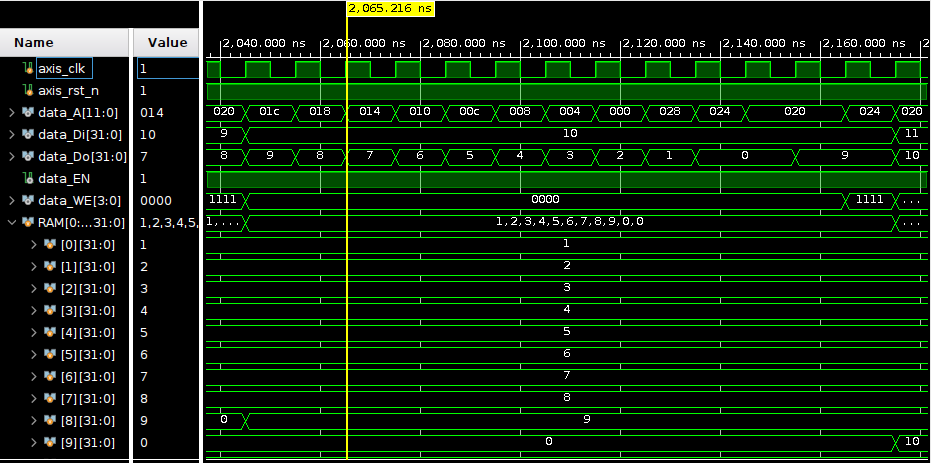 2,065.216 ns
Name Value 2,040.000 ns 2,060.000 ns 2,080.000 ns 2,100.000 ns 2,120.000 ns 2,140.000 ns 2,160.000 ns 2
axis_clk 1
axis_rst_n 1
data_A[11:0] 014 020 01c 018 014 010 00c 008 004 000 028 024 020 024 020
data_Di[31:0] 10 9 10 11
data_Do[31:0] 7 8 9 8 7 6 5 4 3 2 1 0 9 10
data_EN 1
data_WE[3:0] 0000 1111 0000 1111 ...
RAM[0:...31:0] 1,2,3,4,5, 1,... 1,2,3,4,5,6,7,8,9,0,0 ...
[0][31:0] 1 1
[1][31:0] 2 2
[2][31:0] 3 3
[3][31:0] 4 4
[4][31:0] 5 5
[5][31:0] 6 6
[6][31:0] 7 7
[7][31:0] 8 8
[8][31:0] 9 0 9
[9][31:0] 0 0 10